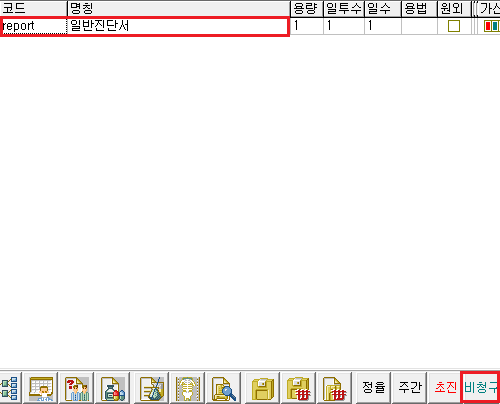 코드 명칭 용량 일투수 일수 용법 원외 가산
report 일반진단서 1 1 1
정율 주간 초진 비청구